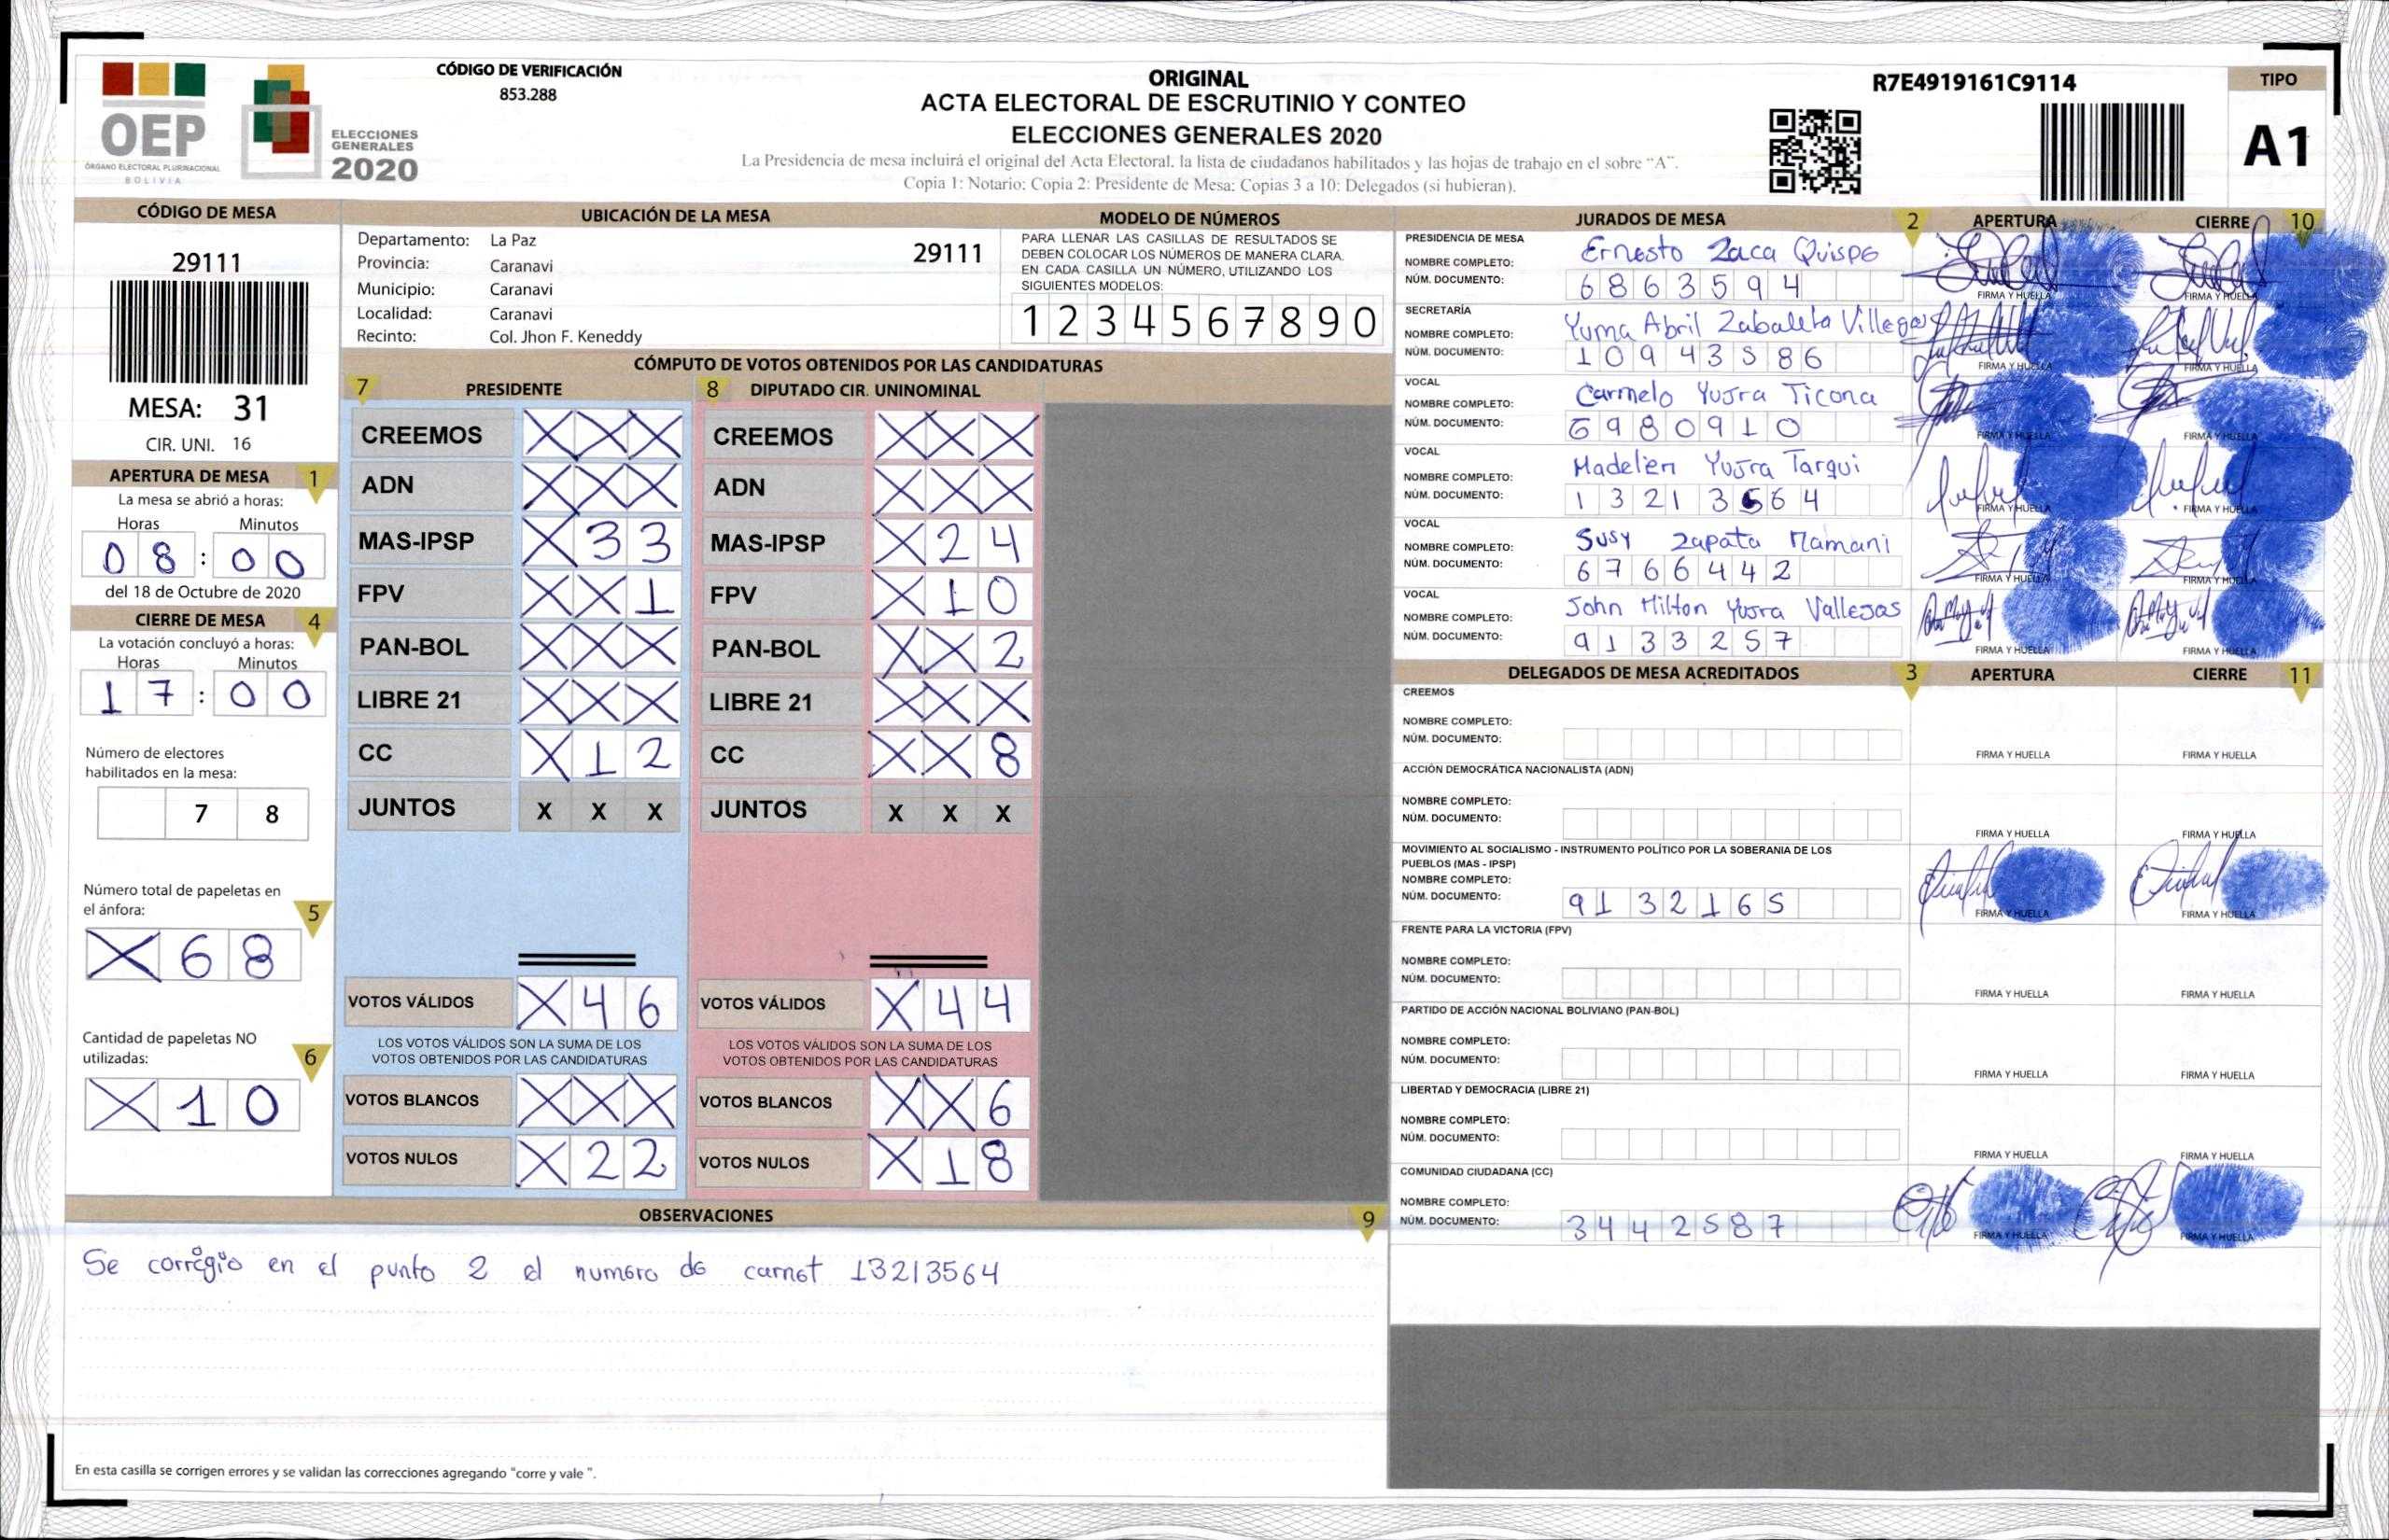 CÓDIGO DE VERIFICACIÓN
853.288
OEP
ÓRGANO ELECTORAL PLURINACIONAL
BOLIVIA
ELECCIONES
GENERALES
2020
ORIGINAL
ACTA ELECTORAL DE ESCRUTINIO Y CONTEO
ELECCIONES GENERALES 2020
La Presidencia de mesa incluirá el original del Acta Electoral, la lista de ciudadanos habilitados y las hojas de trabajo en el sobre "A".
Copia 1: Notario; Copia 2: Presidente de Mesa; Copias 3 a 10: Delegados (si hubieran).
R7E4919161C9114
TIPO
A1
CÓDIGO DE MESA
29111
MESA: 31
CIR. UNI. 16
APERTURA DE MESA 1
La mesa se abrió a horas:
Horas Minutos
08:00
del 18 de Octubre de 2020
CIERRE DE MESA 4
La votación concluyó a horas:
Horas Minutos
17:00
Número de electores
habilitados en la mesa:
7 8
Número total de papeletas en
el ánfora: 5
X 6 8
Cantidad de papeletas NO
utilizadas: 6
X 1 0
UBICACIÓN DE LA MESA
Departamento: La Paz 29111
Provincia: Caranavi
Municipio: Caranavi
Localidad: Caranavi
Recinto: Col. Jhon F. Keneddy
MODELO DE NÚMEROS
PARA LLENAR LAS CASILLAS DE RESULTADOS SE
DEBEN COLOCAR LOS NÚMEROS DE MANERA CLARA.
EN CADA CASILLA UN NÚMERO, UTILIZANDO LOS
SIGUIENTES MODELOS:
1 2 3 4 5 6 7 8 9 0
CÓMPUTO DE VOTOS OBTENIDOS POR LAS CANDIDATURAS
7 PRESIDENTE
CREEMOS X X X
ADN X X X
MAS-IPSP X 3 3
FPV X X 1
PAN-BOL X X X
LIBRE 21 X X X
CC X 1 2
JUNTOS X X X
VOTOS VÁLIDOS X 4 6
LOS VOTOS VÁLIDOS SON LA SUMA DE LOS
VOTOS OBTENIDOS POR LAS CANDIDATURAS
VOTOS BLANCOS X X X
VOTOS NULOS X 2 2
8 DIPUTADO CIR. UNINOMINAL
CREEMOS X X X
ADN X X X
MAS-IPSP X 2 4
FPV X 1 0
PAN-BOL X X 2
LIBRE 21 X X X
CC X X 8
JUNTOS X X X
VOTOS VÁLIDOS X 4 4
LOS VOTOS VÁLIDOS SON LA SUMA DE LOS
VOTOS OBTENIDOS POR LAS CANDIDATURAS
VOTOS BLANCOS X X 6
VOTOS NULOS X 1 8
OBSERVACIONES 9
Se corrigio en el punto 2 el numero de carnet 13213564
En esta casilla se corrigen errores y se validan las correcciones agregando "corre y vale ".
JURADOS DE MESA 2 APERTURA CIERRE 10
PRESIDENCIA DE MESA
NOMBRE COMPLETO: Ernesto Zaca Quispe
NÚM. DOCUMENTO: 6863594
FIRMA Y HUELLA FIRMA Y HUELLA
SECRETARÍA
NOMBRE COMPLETO: Yuma Abril Zabaleta Villegas
NÚM. DOCUMENTO: 10943586
FIRMA Y HUELLA FIRMA Y HUELLA
VOCAL
NOMBRE COMPLETO: Carmelo Yujra Ticona
NÚM. DOCUMENTO: 6980910
FIRMA Y HUELLA FIRMA Y HUELLA
VOCAL
NOMBRE COMPLETO: Madelen Yujra Tarqui
NÚM. DOCUMENTO: 13213564
FIRMA Y HUELLA FIRMA Y HUELLA
VOCAL
NOMBRE COMPLETO: Susy Zapata Mamani
NÚM. DOCUMENTO: 6766442
FIRMA Y HUELLA FIRMA Y HUELLA
VOCAL
NOMBRE COMPLETO: John Milton Yujra Vallejas
NÚM. DOCUMENTO: 9133257
FIRMA Y HUELLA FIRMA Y HUELLA
DELEGADOS DE MESA ACREDITADOS 3 APERTURA CIERRE 11
CREEMOS
NOMBRE COMPLETO:
NÚM. DOCUMENTO:
FIRMA Y HUELLA FIRMA Y HUELLA
ACCIÓN DEMOCRÁTICA NACIONALISTA (ADN)
NOMBRE COMPLETO:
NÚM. DOCUMENTO:
FIRMA Y HUELLA FIRMA Y HUELLA
MOVIMIENTO AL SOCIALISMO - INSTRUMENTO POLÍTICO POR LA SOBERANIA DE LOS
PUEBLOS (MAS - IPSP)
NOMBRE COMPLETO:
NÚM. DOCUMENTO: 9132165
FIRMA Y HUELLA FIRMA Y HUELLA
FRENTE PARA LA VICTORIA (FPV)
NOMBRE COMPLETO:
NÚM. DOCUMENTO:
FIRMA Y HUELLA FIRMA Y HUELLA
PARTIDO DE ACCIÓN NACIONAL BOLIVIANO (PAN-BOL)
NOMBRE COMPLETO:
NÚM. DOCUMENTO:
FIRMA Y HUELLA FIRMA Y HUELLA
LIBERTAD Y DEMOCRACIA (LIBRE 21)
NOMBRE COMPLETO:
NÚM. DOCUMENTO:
FIRMA Y HUELLA FIRMA Y HUELLA
COMUNIDAD CIUDADANA (CC)
NOMBRE COMPLETO:
NÚM. DOCUMENTO: 3442587
FIRMA Y HUELLA FIRMA Y HUELLA